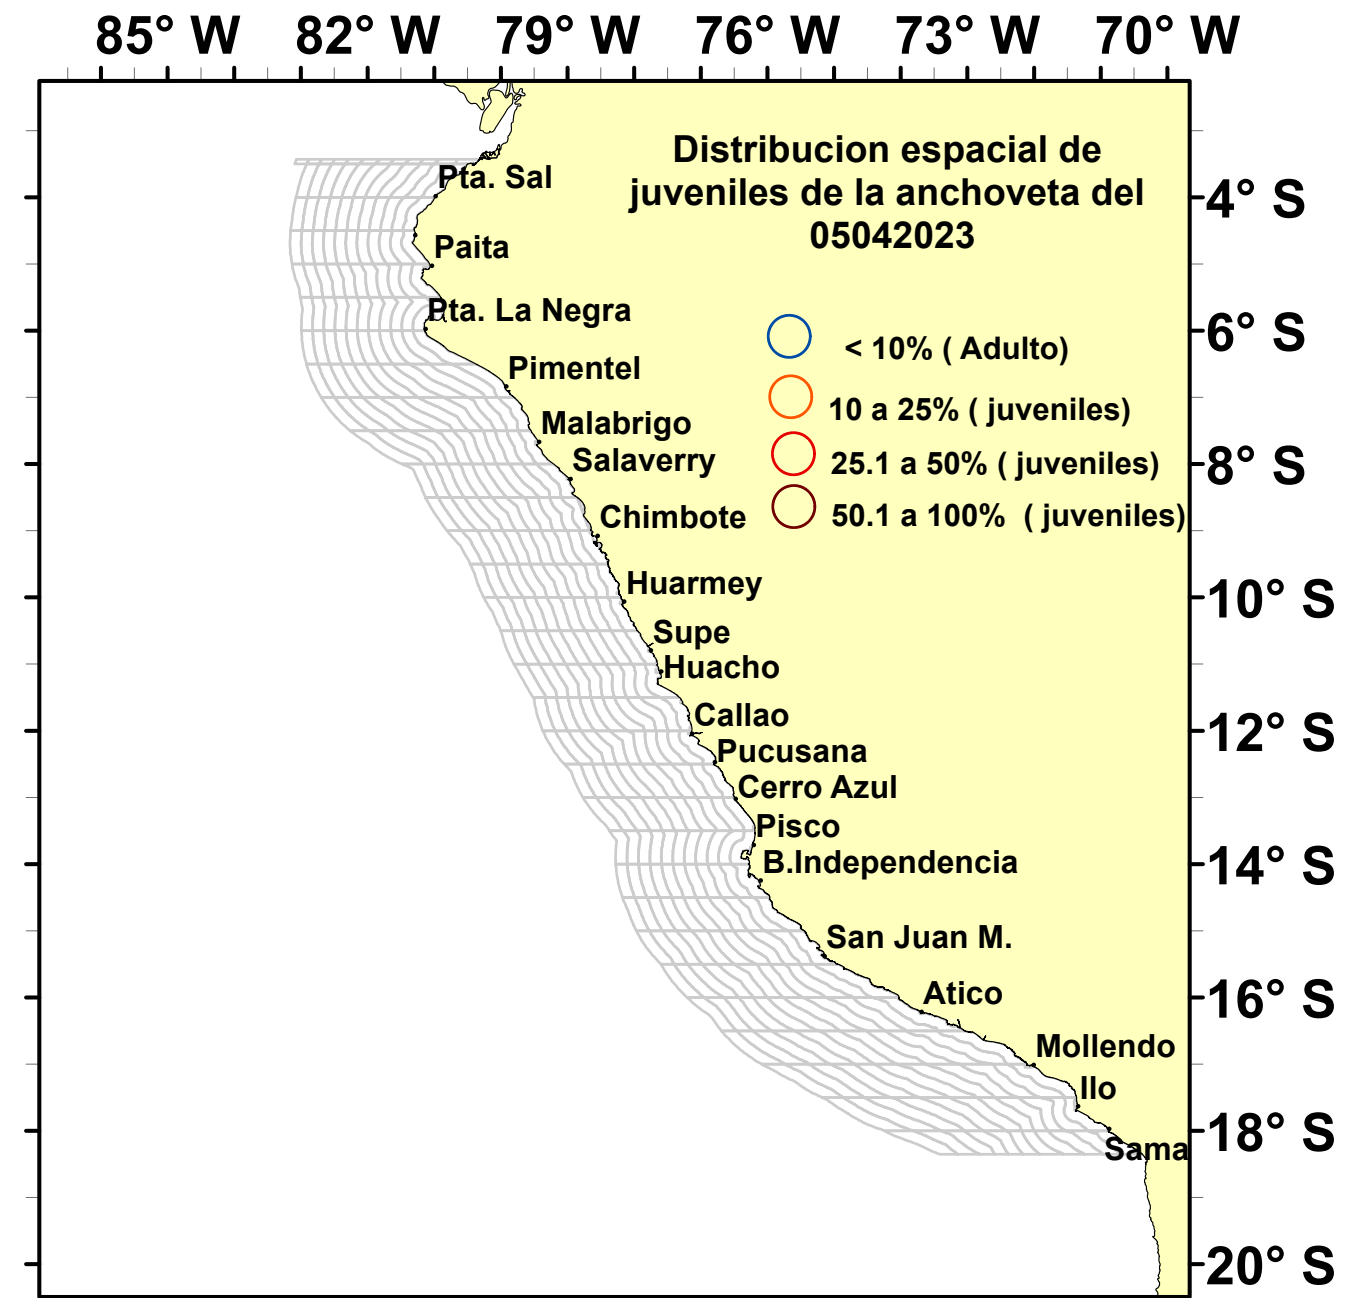 85° W 82° W 79° W 76° W 73° W 70° W
Distribucion espacial de
juveniles de la anchoveta del
05042023
Pta. Sal
4° S
Paita
Pta. La Negra
6° S
< 10% ( Adulto)
Pimentel
10 a 25% ( juveniles)
Malabrigo
Salaverry
25.1 a 50% ( juveniles)
8° S
Chimbote
50.1 a 100% ( juveniles)
Huarmey
10° S
Supe
Huacho
Callao
12° S
Pucusana
Cerro Azul
Pisco
B.Independencia
14° S
San Juan M.
Atico
16° S
Mollendo
Ilo
18° S
Sama
20° S